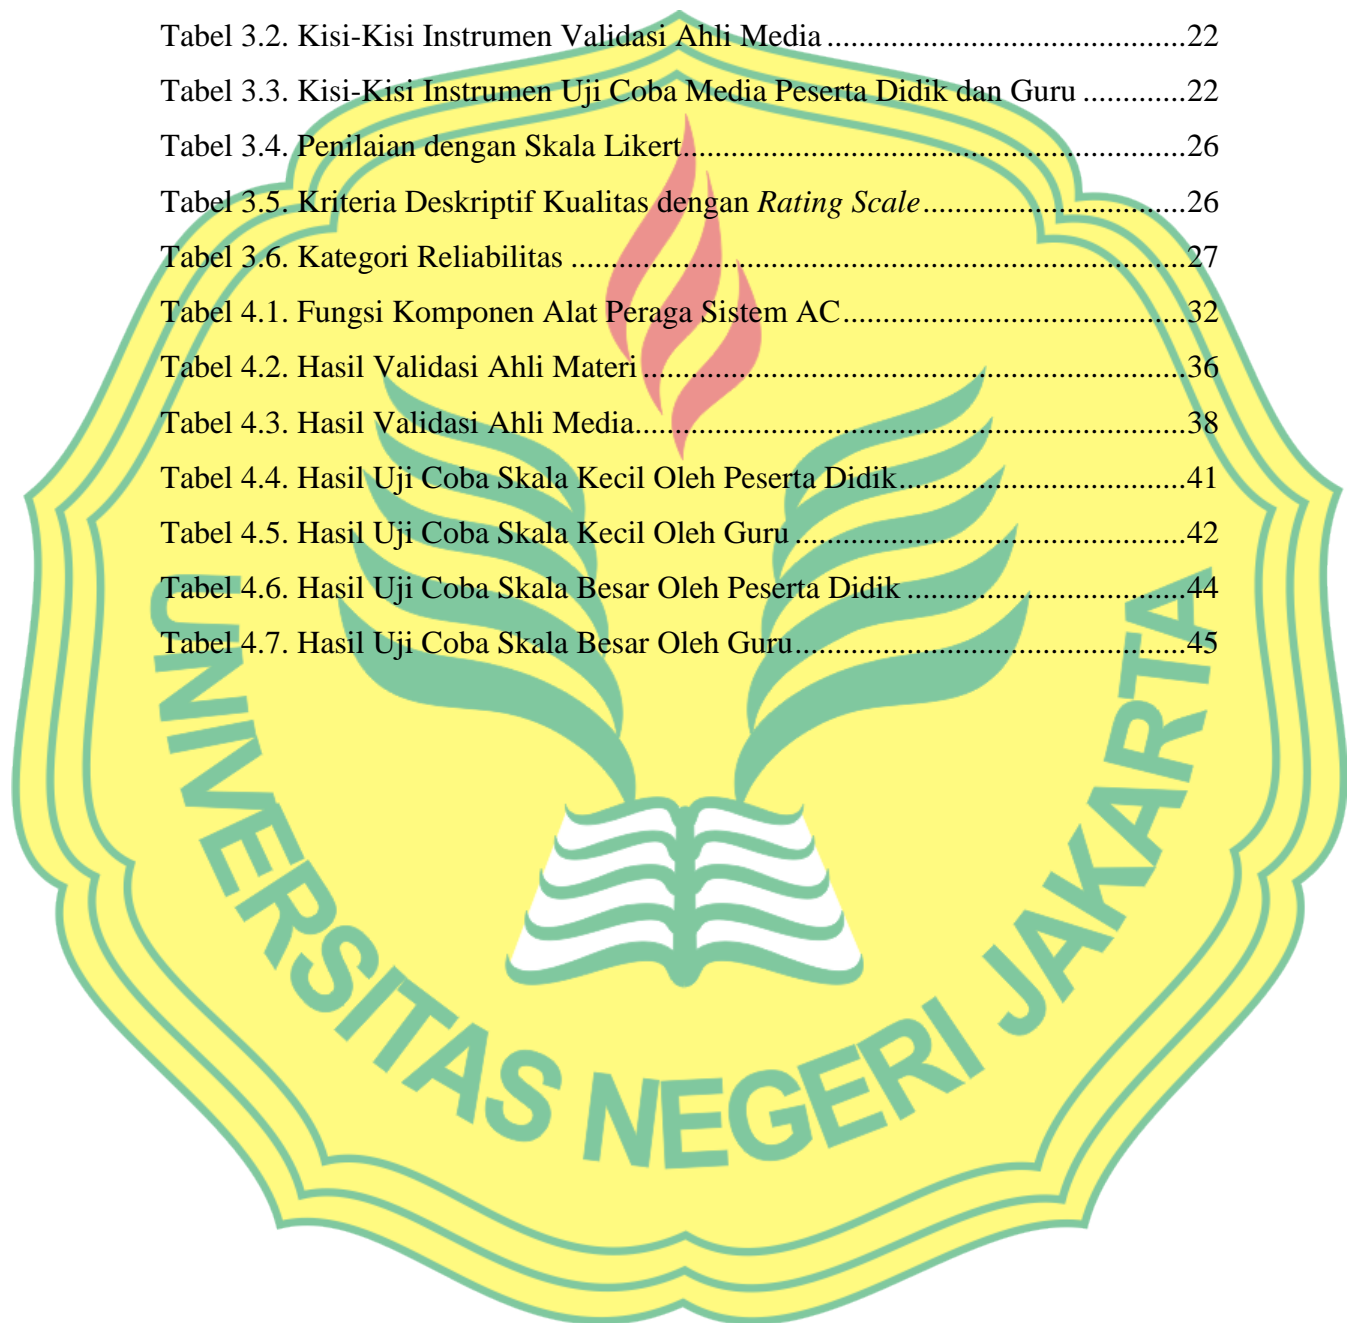 Tabel 3.2. Kisi-Kisi Instrumen Validasi Ahli Media ......................................22
Tabel 3.3. Kisi-Kisi Instrumen Uji Coba Media Peserta Didik dan Guru .............22
Tabel 3.4. Penilaian dengan Skala Likert......................................................26
Tabel 3.5. Kriteria Deskriptif Kualitas dengan Rating Scale............................26
Tabel 3.6. Kategori Reliabilitas ..................................................................27
Tabel 4.1. Fungsi Komponen Alat Peraga Sistem AC.....................................32
Tabel 4.2. Hasil Validasi Ahli Materi ...........................................................36
Tabel 4.3. Hasil Validasi Ahli Media...........................................................38
Tabel 4.4. Hasil Uji Coba Skala Kecil Oleh Peserta Didik...............................41
Tabel 4.5. Hasil Uji Coba Skala Kecil Oleh Guru ..........................................42
Tabel 4.6. Hasil Uji Coba Skala Besar Oleh Peserta Didik ..............................44
Tabel 4.7. Hasil Uji Coba Skala Besar Oleh Guru..........................................45
UNIVERSITAS NEGERI JAKARTA